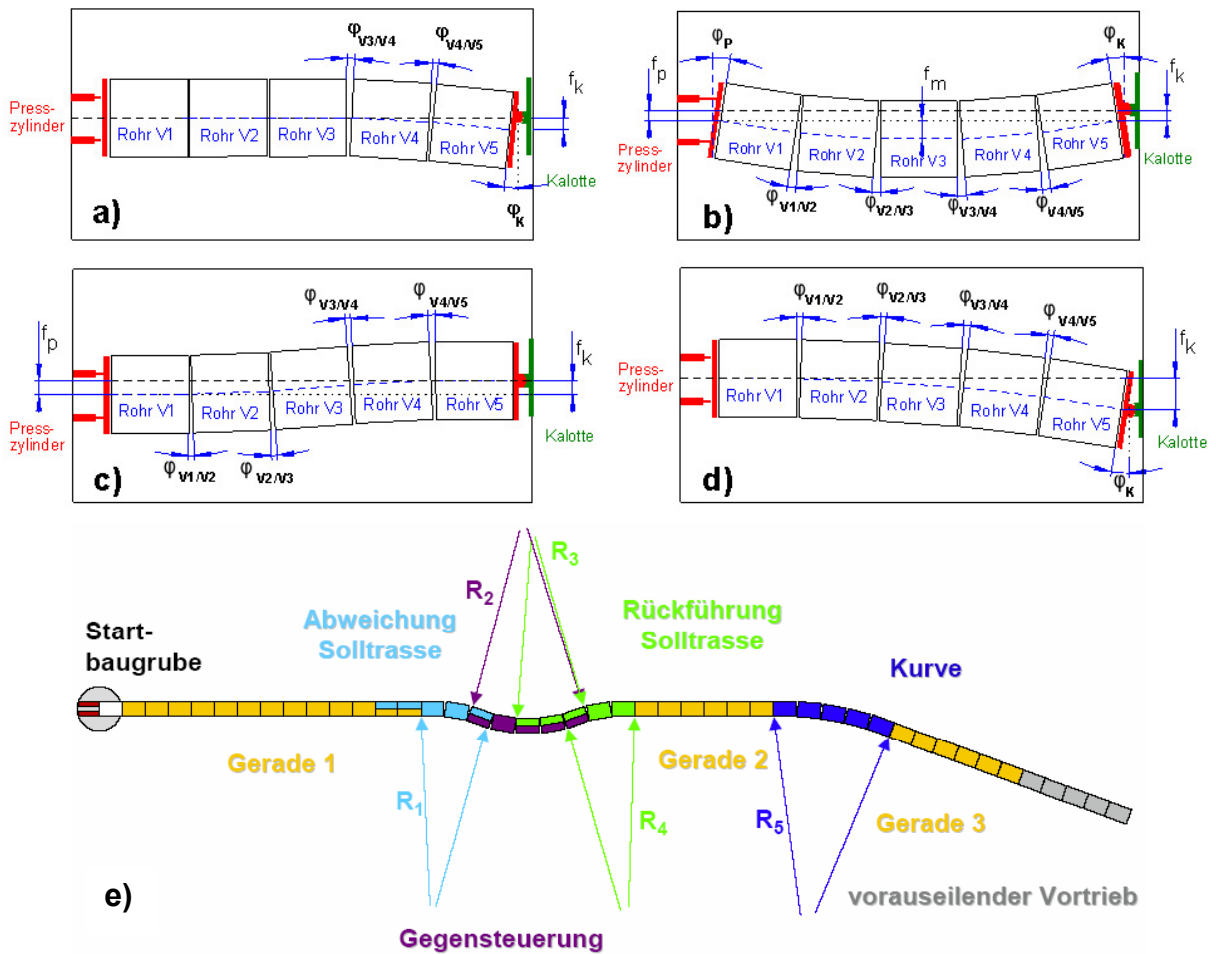 φV3/V4
φV4/V5
fk
Press-
zylinder
Rohr V1
Rohr V2
Rohr V3
Rohr V4
Rohr V5
Kalotte
φK
a)
φP
φK
fp
fm
fk
Press-
zylinder
Rohr V1
Rohr V2
Rohr V3
Rohr V4
Rohr V5
Kalotte
φV1/V2
φV2/V3
φV3/V4
φV4/V5
b)
φV3/V4
φV4/V5
fp
fk
Rohr V1
Rohr V2
Rohr V3
Rohr V4
Rohr V5
Press-
zylinder
Kalotte
φV1/V2
φV2/V3
c)
φV1/V2
φV2/V3
φV3/V4
φV4/V5
fk
Press-
zylinder
Rohr V1
Rohr V2
Rohr V3
Rohr V4
Rohr V5
Kalotte
φK
d)
R3
R2
Start-
baugrube
Abweichung
Solltrasse
Rückführung
Solltrasse
Kurve
Gerade 1
Gerade 2
R1
R4
R5
Gerade 3
e)
vorauseilender Vortrieb
Gegensteuerung